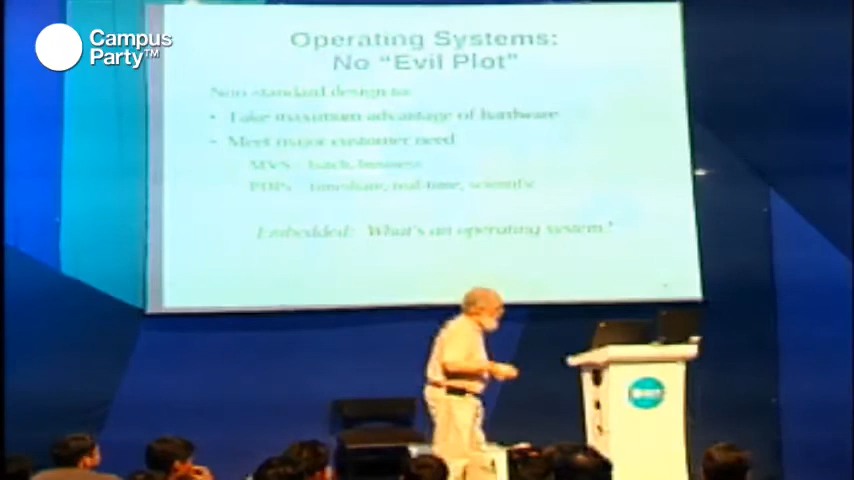 Campus
Party™
Operating Systems:
No "Evil Plot"
Non-standard design to:
• Take maximum advantage of hardware
• Meet major customer need
MVS - batch, business
PDPs - timeshare, real-time, scientific
Embedded: What's an operating system?